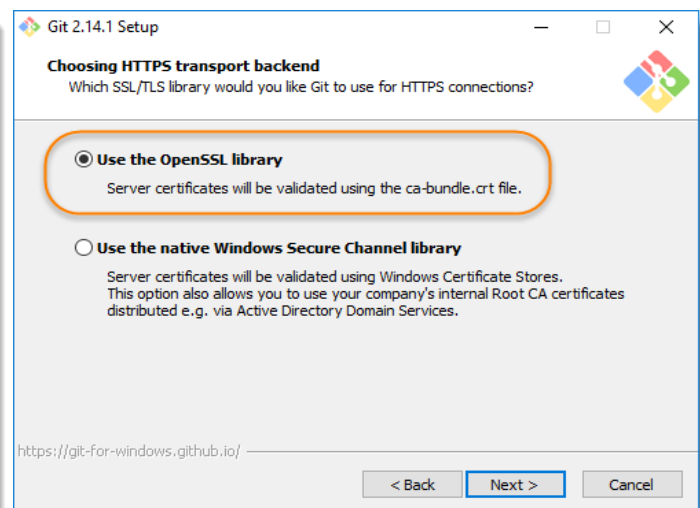 Git 2.14.1 Setup
Choosing HTTPS transport backend
Which SSL/TLS library would you like Git to use for HTTPS connections?
Use the OpenSSL library
Server certificates will be validated using the ca-bundle.crt file.
Use the native Windows Secure Channel library
Server certificates will be validated using Windows Certificate Stores.
This option also allows you to use your company's internal Root CA certificates
distributed e.g. via Active Directory Domain Services.
https://git-for-windows.github.io/
< Back Next > Cancel